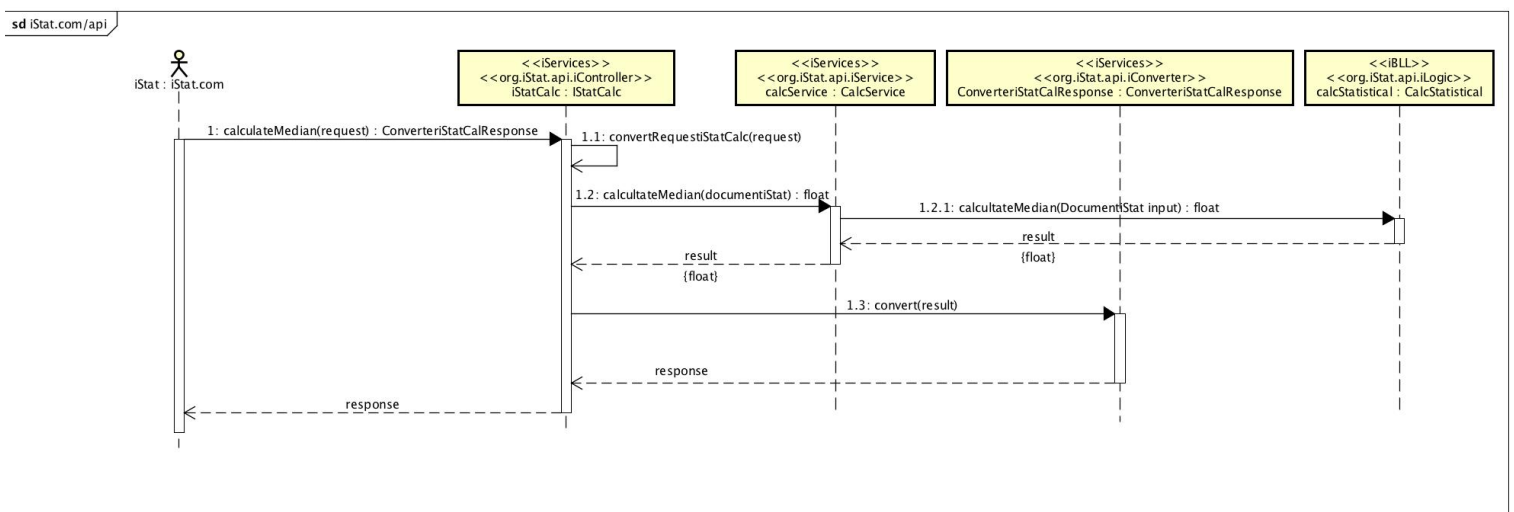 sd iStat.com/api
iStat : iStat.com
<<iServices>>
<<org.iStat.api.iController>>
iStatCalc : IStatCalc
<<iServices>>
<<org.iStat.api.iService>>
calcService : CalcService
<<iServices>>
<<org.iStat.api.iConverter>>
ConverteriStatCalResponse : ConverteriStatCalResponse
<<iBLL>>
<<org.iStat.api.iLogic>>
calcStatistical : CalcStatistical
1: calculateMedian(request) : ConverteriStatCalResponse
1.1: convertRequestiStatCalc(request)
1.2: calcultateMedian(documentiStat) : float
1.2.1: calcultateMedian(DocumentiStat input) : float
result
{float}
result
{float}
1.3: convert(result)
response
response